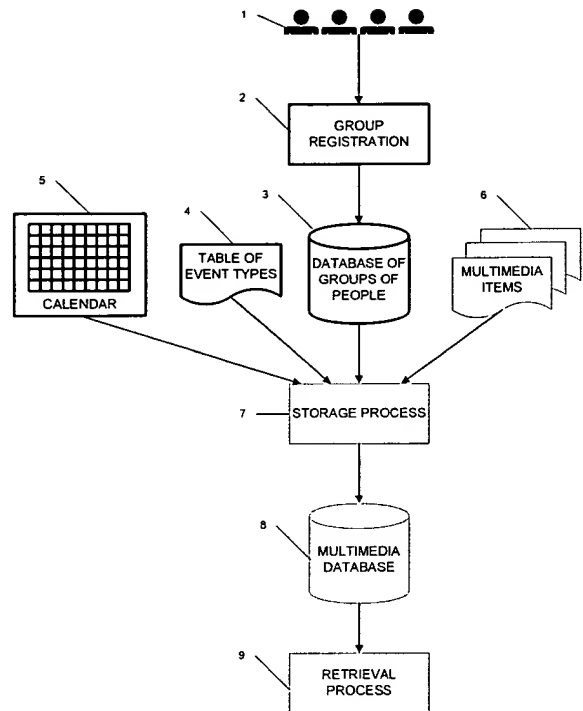 1
2
GROUP
REGISTRATION
5
4
3
6
TABLE OF
EVENT TYPES
DATABASE OF
GROUPS OF
PEOPLE
MULTIMEDIA
ITEMS
CALENDAR
7
STORAGE PROCESS
8
MULTIMEDIA
DATABASE
9
RETRIEVAL
PROCESS